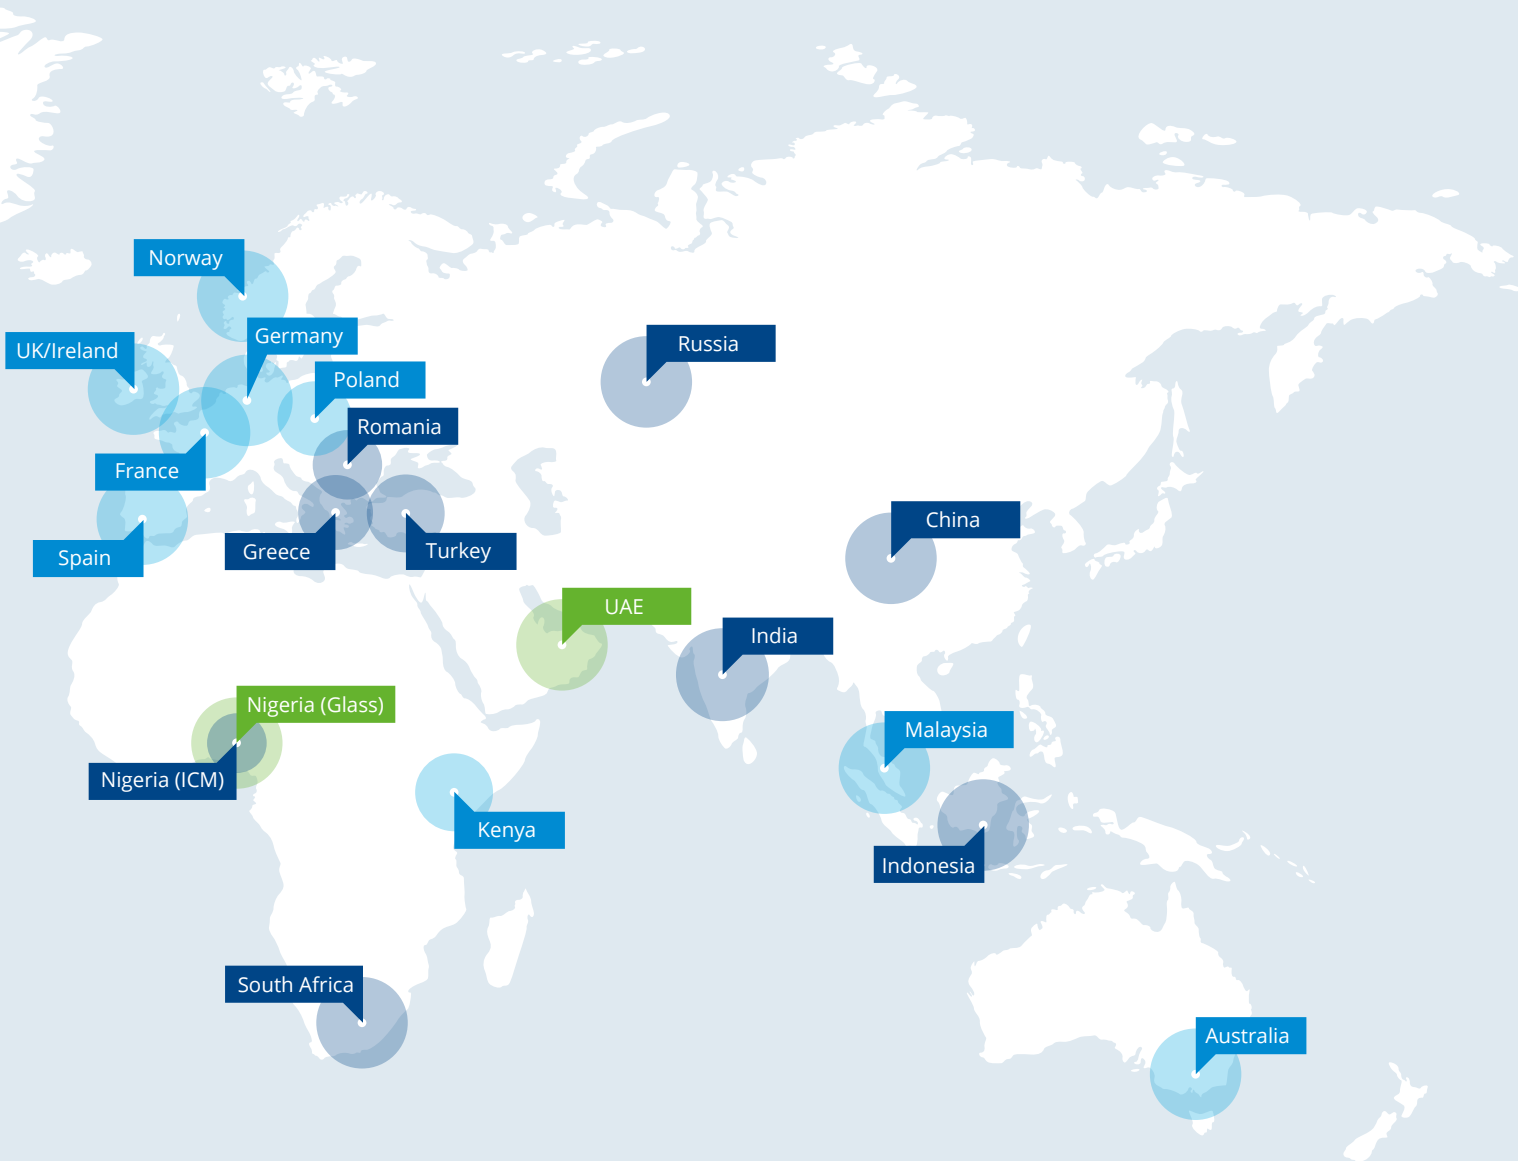 Norway
Germany
UK/Ireland
Russia
Poland
Romania
France
China
Spain
Greece
Turkey
UAE
India
Nigeria (Glass)
Malaysia
Nigeria (ICM)
Kenya
Indonesia
South Africa
Australia